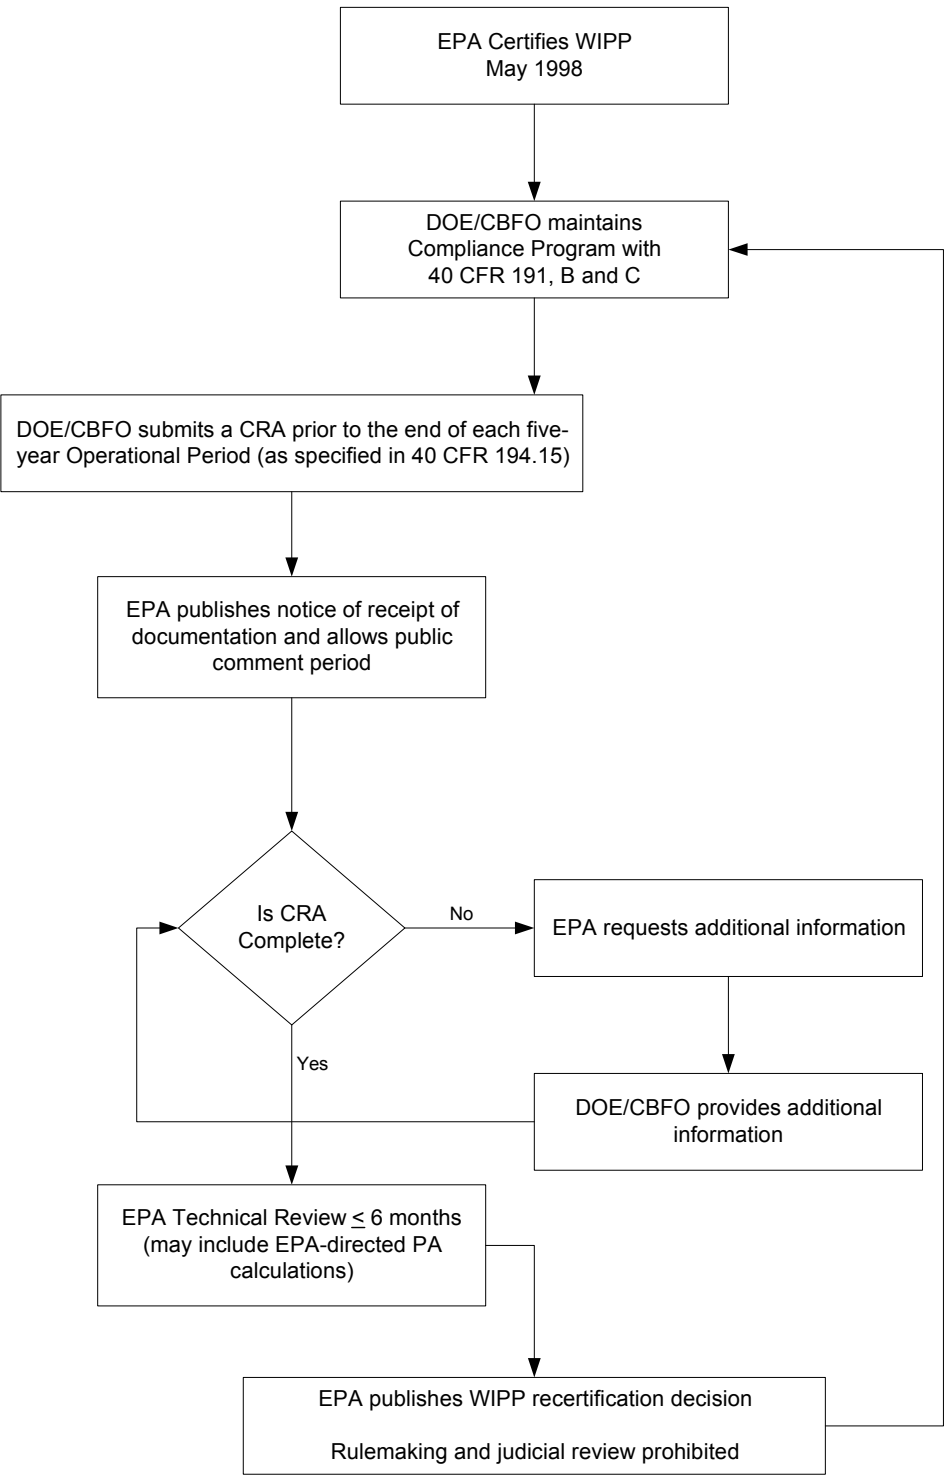 EPA Certifies WIPP
May 1998
DOE/CBFO maintains
Compliance Program with
40 CFR 191, B and C
DOE/CBFO submits a CRA prior to the end of each five-
year Operational Period (as specified in 40 CFR 194.15)
EPA publishes notice of receipt of
documentation and allows public
comment period
Is CRA
Complete?
No
EPA requests additional information
Yes
DOE/CBFO provides additional
information
EPA Technical Review ≤ 6 months
(may include EPA-directed PA
calculations)
EPA publishes WIPP recertification decision
Rulemaking and judicial review prohibited